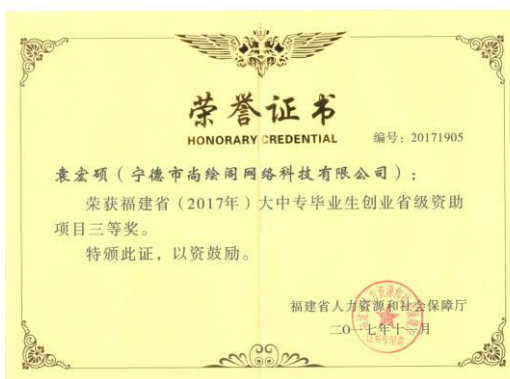 荣誉证书
HONORARY CREDENTIAL
编号：20171905
袁宏硕（宁德市尚绘阁网络科技有限公司）：
荣获福建省（2017年）大中专毕业生创业省级资助
项目三等奖。
特颁此证，以资鼓励。
福建省人力资源和社会保障厅
二〇一七年十一月